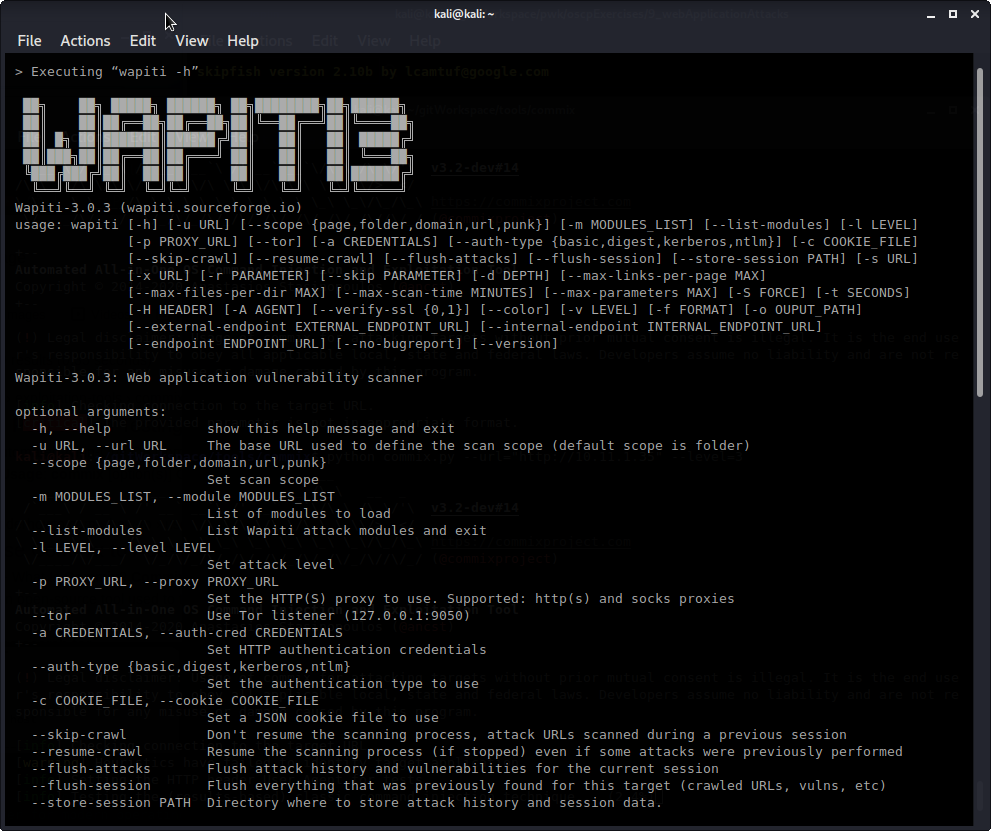 kali@kali: ~
File Actions Edit View Help
> Executing “wapiti -h”
WAPITI3
Wapiti-3.0.3 (wapiti.sourceforge.io)
usage: wapiti [-h] [-u URL] [--scope {page,folder,domain,url,punk}] [-m MODULES_LIST] [--list-modules] [-l LEVEL]
[-p PROXY_URL] [--tor] [-a CREDENTIALS] [--auth-type {basic,digest,kerberos,ntlm}] [-c COOKIE_FILE]
[--skip-crawl] [--resume-crawl] [--flush-attacks] [--flush-session] [--store-session PATH] [-s URL]
[-x URL] [-r PARAMETER] [--skip PARAMETER] [-d DEPTH] [--max-links-per-page MAX]
[--max-files-per-dir MAX] [--max-scan-time MINUTES] [--max-parameters MAX] [-S FORCE] [-t SECONDS]
[-H HEADER] [-A AGENT] [--verify-ssl {0,1}] [--color] [-v LEVEL] [-f FORMAT] [-o OUPUT_PATH]
[--external-endpoint EXTERNAL_ENDPOINT_URL] [--internal-endpoint INTERNAL_ENDPOINT_URL]
[--endpoint ENDPOINT_URL] [--no-bugreport] [--version]
Wapiti-3.0.3: Web application vulnerability scanner
optional arguments:
-h, --help show this help message and exit
-u URL, --url URL The base URL used to define the scan scope (default scope is folder)
--scope {page,folder,domain,url,punk}
Set scan scope
-m MODULES_LIST, --module MODULES_LIST
List of modules to load
--list-modules List Wapiti attack modules and exit
-l LEVEL, --level LEVEL
Set attack level
-p PROXY_URL, --proxy PROXY_URL
Set the HTTP(S) proxy to use. Supported: http(s) and socks proxies
--tor Use Tor listener (127.0.0.1:9050)
-a CREDENTIALS, --auth-cred CREDENTIALS
Set HTTP authentication credentials
--auth-type {basic,digest,kerberos,ntlm}
Set the authentication type to use
-c COOKIE_FILE, --cookie COOKIE_FILE
Set a JSON cookie file to use
--skip-crawl Don't resume the scanning process, attack URLs scanned during a previous session
--resume-crawl Resume the scanning process (if stopped) even if some attacks were previously performed
--flush-attacks Flush attack history and vulnerabilities for the current session
--flush-session Flush everything that was previously found for this target (crawled URLs, vulns, etc)
--store-session PATH Directory where to store attack history and session data.